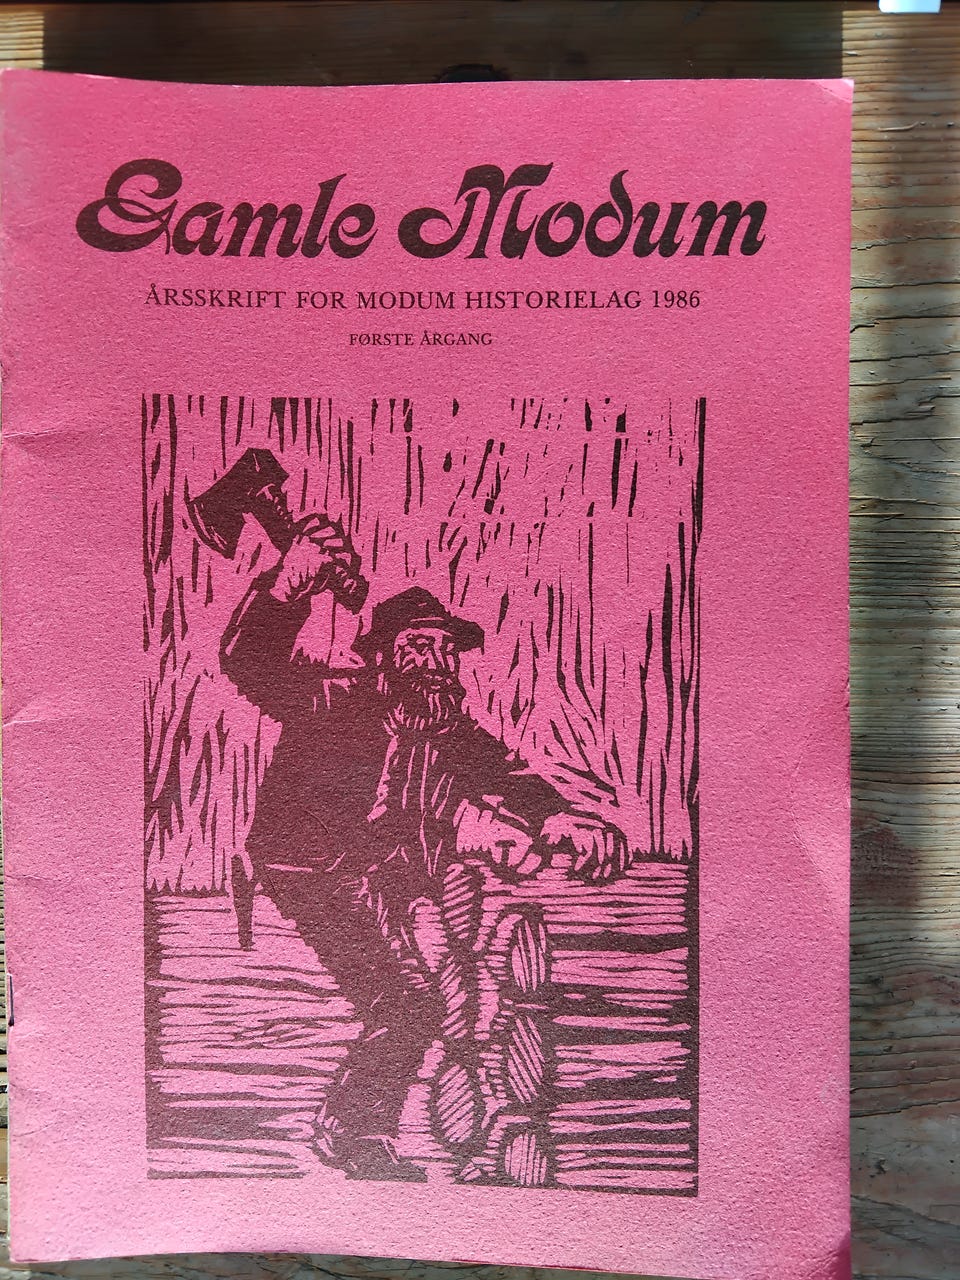 Gamle Modum
ÅRSSKRIFT FOR MODUM HISTORIELAG 1986
FØRSTE ÅRGANG